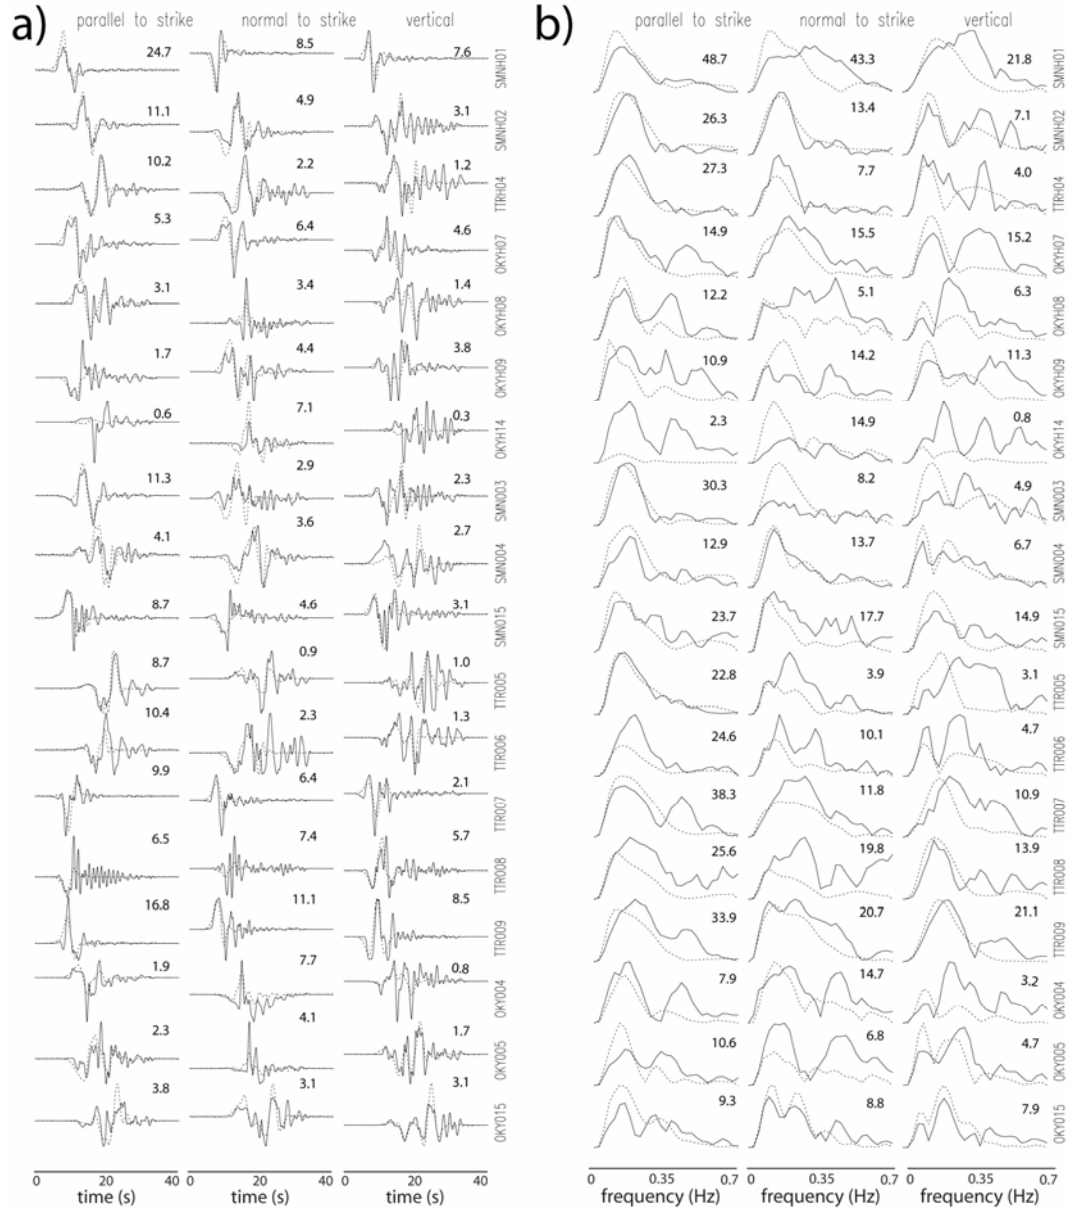 a)
parallel to strike normal to strike vertical
24.7 8.5 7.6 SMNH01
11.1 4.9 3.1 SMNH02
10.2 2.2 1.2 TTRH04
5.3 6.4 4.6 OKYH07
3.1 3.4 1.4 OKYH08
1.7 4.4 3.8 OKYH09
0.6 7.1 0.3 OKYH14
11.3 2.9 2.3 SMN003
4.1 3.6 2.7 SMN004
8.7 4.6 3.1 SMN015
8.7 0.9 1.0 TTR005
10.4 2.3 1.3 TTR006
9.9 6.4 2.1 TTR007
6.5 7.4 5.7 TTR008
16.8 11.1 8.5 TTR009
1.9 7.7 0.8 OKY004
2.3 4.1 1.7 OKY005
3.8 3.1 3.1 OKY015
0 20 40 0 20 40 0 20 40
time (s) time (s) time (s)
b)
parallel to strike normal to strike vertical
48.7 43.3 21.8 SMNH01
26.3 13.4 7.1 SMNH02
27.3 7.7 4.0 TTRH04
14.9 15.5 15.2 OKYH07
12.2 5.1 6.3 OKYH08
10.9 14.2 11.3 OKYH09
2.3 14.9 0.8 OKYH14
30.3 8.2 4.9 SMN003
12.9 13.7 6.7 SMN004
23.7 17.7 14.9 SMN015
22.8 3.9 3.1 TTR005
24.6 10.1 4.7 TTR006
38.3 11.8 10.9 TTR007
25.6 19.8 13.9 TTR008
33.9 20.7 21.1 TTR009
7.9 14.7 3.2 OKY004
10.6 6.8 4.7 OKY005
9.3 8.8 7.9 OKY015
0 0.35 0.7 0 0.35 0.7 0 0.35 0.7
frequency (Hz) frequency (Hz) frequency (Hz)